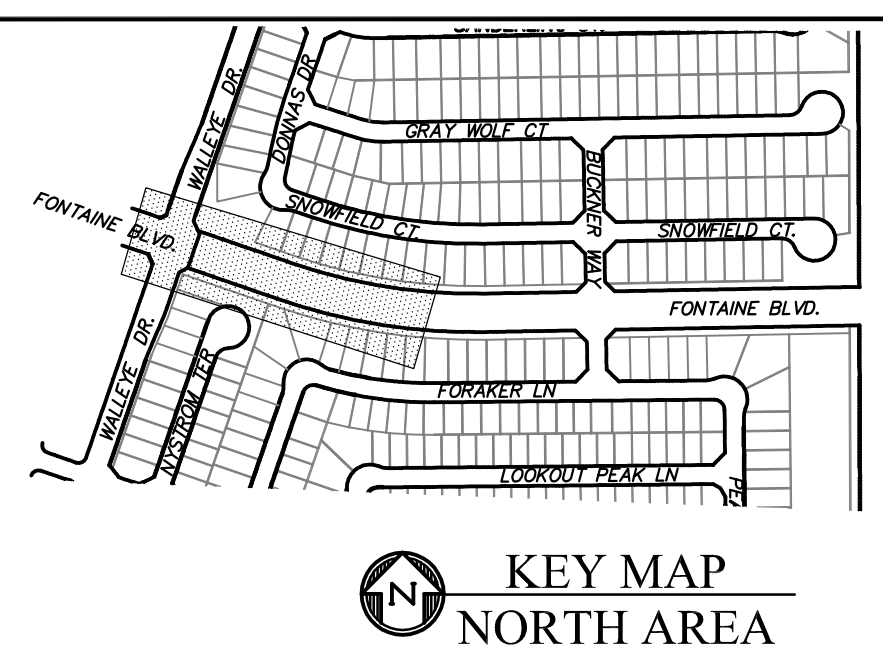 WALLEYE DR.
DONNAS DR
GRAY WOLF CT
BUCKNER WAY
FONTAINE BLVD.
SNOWFIELD CT.
SNOWFIELD CT.
FONTAINE BLVD.
WALLEYE DR.
NYSTROM TER
FORAKER LN
LOOKOUT PEAK LN
N
KEY MAP
NORTH AREA